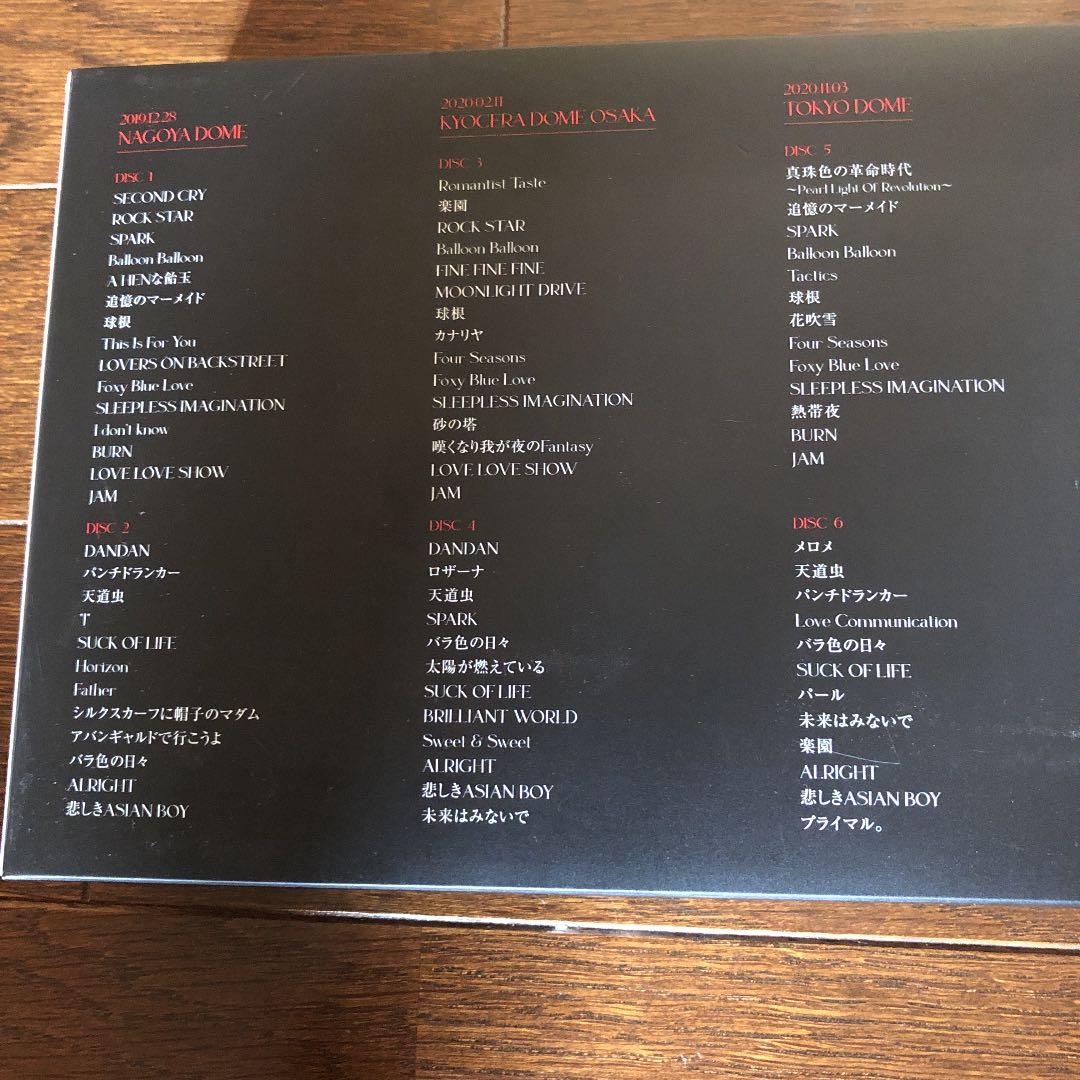 2019.12.28
NAGOYA DOME
DISC 1
SECOND CRY
ROCK STAR
SPARK
Balloon Balloon
A HENな飴玉
追憶のマーメイド
球根
This Is For You
LOVERS ON BACKSTREET
Foxy Blue Love
SLEEPLESS IMAGINATION
I don't know
BURN
LOVE LOVE SHOW
JAM
DISC 2
DANDAN
パンチドランカー
天道虫
"I"
SUCK OF LIFE
Horizon
Father
シルクスカーフに帽子のマダム
アバンギャルドで行こうよ
バラ色の日々
ALRIGHT
悲しきASIAN BOY
2020.02.11
KYOCERA DOME OSAKA
DISC 3
Romantist Taste
楽園
ROCK STAR
Balloon Balloon
FINE FINE FINE
MOONLIGHT DRIVE
球根
カナリヤ
Four Seasons
Foxy Blue Love
SLEEPLESS IMAGINATION
砂の塔
嘆くなり我が夜のFantasy
LOVE LOVE SHOW
JAM
DISC 4
DANDAN
ロザーナ
天道虫
SPARK
バラ色の日々
太陽が燃えている
SUCK OF LIFE
BRILLIANT WORLD
Sweet & Sweet
ALRIGHT
悲しきASIAN BOY
未来はみないで
2020.11.03
TOKYO DOME
DISC 5
真珠色の革命時代
～Pearl Light Of Revolution～
追憶のマーメイド
SPARK
Balloon Balloon
Tactics
球根
花吹雪
Four Seasons
Foxy Blue Love
SLEEPLESS IMAGINATION
熱帯夜
BURN
JAM
DISC 6
メロメ
天道虫
パンチドランカー
Love Communication
バラ色の日々
SUCK OF LIFE
パール
未来はみないで
楽園
ALRIGHT
悲しきASIAN BOY
プライマル。